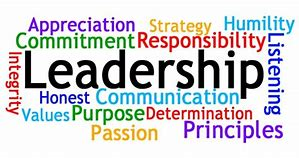 Appreciation Strategy Humility
Commitment Responsibility
Integrity Leadership Listening
Honest Communication
Values Purpose Determination
Passion Principles